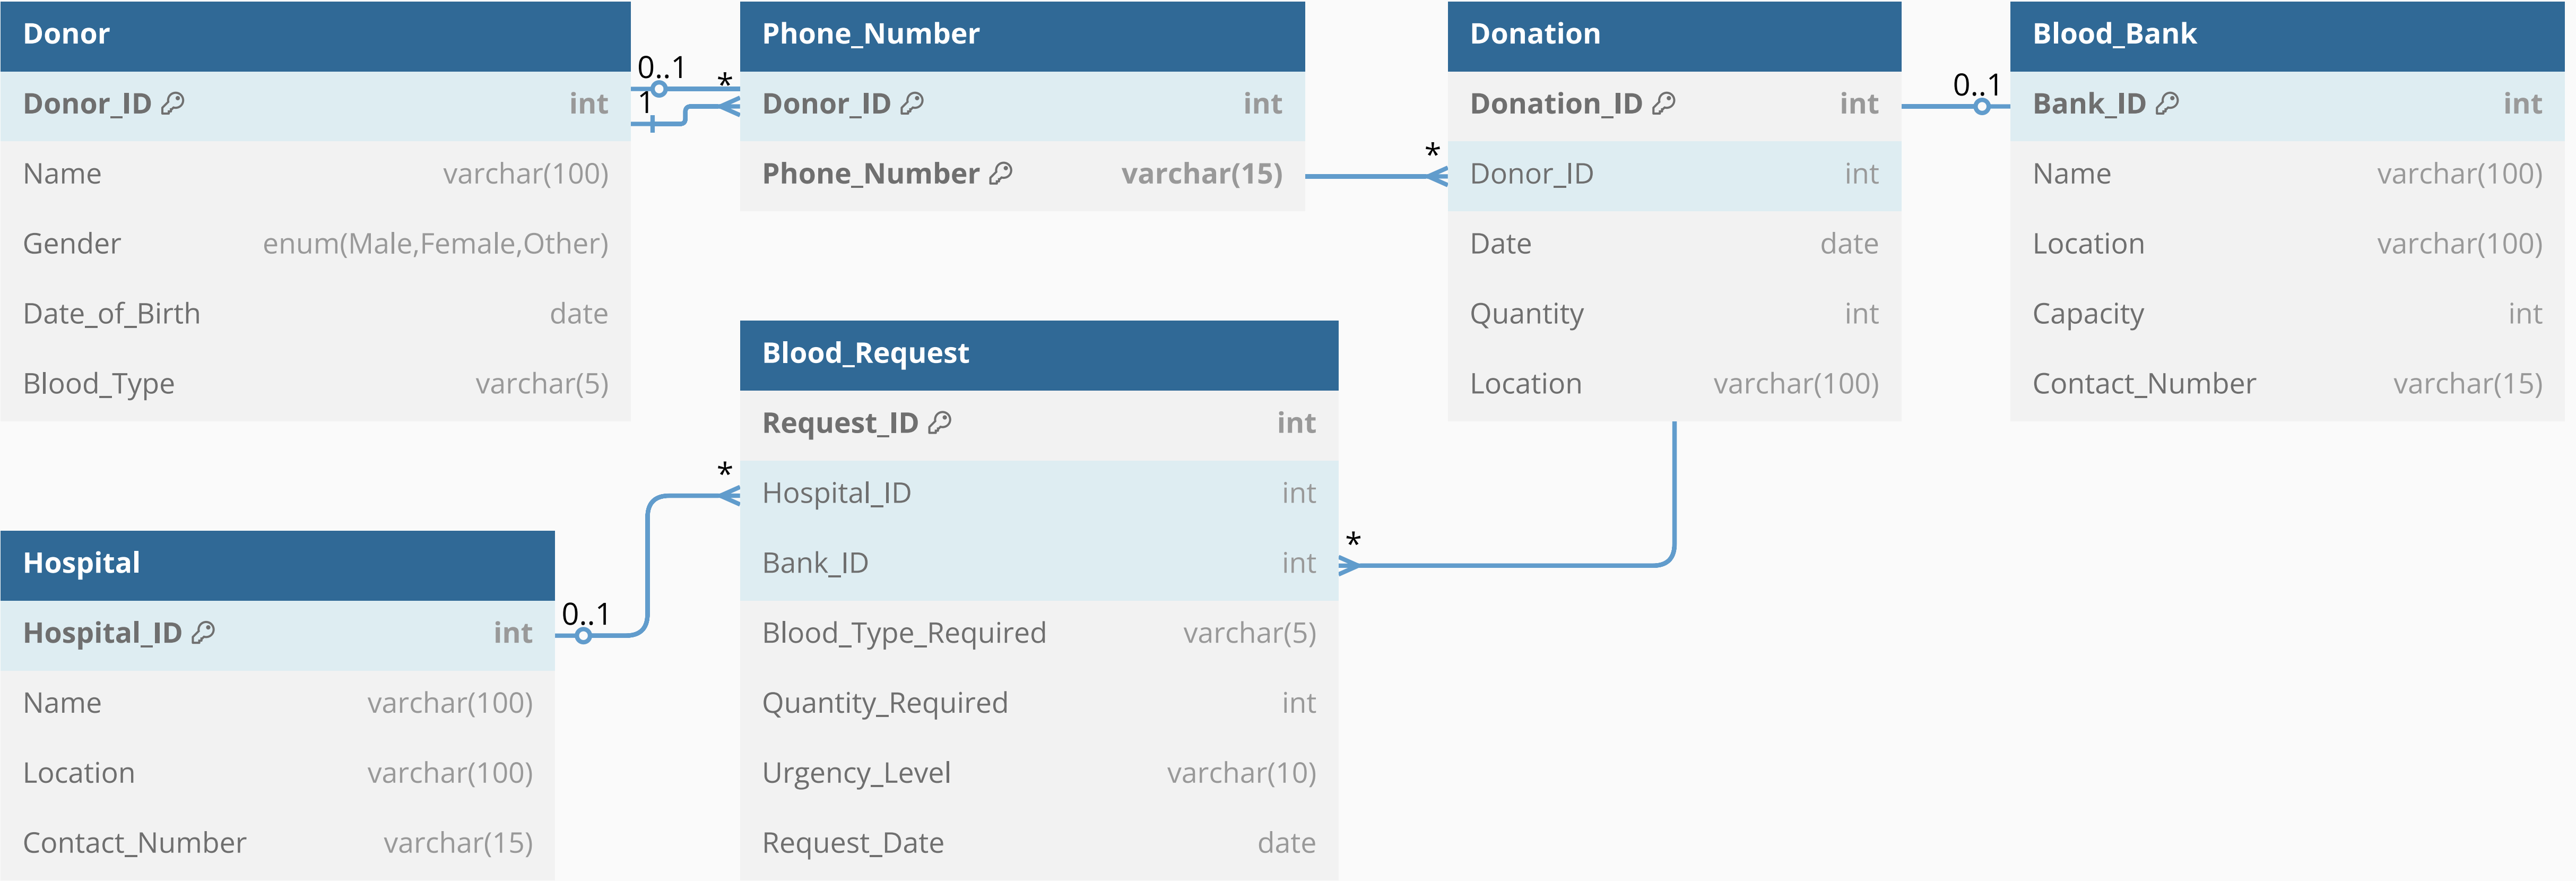 Donor
Donor_ID int
Name varchar(100)
Gender enum(Male,Female,Other)
Date_of_Birth date
Blood_Type varchar(5)
0..1 *
1
Phone_Number
Donor_ID int
Phone_Number varchar(15)
*
Donation
Donation_ID int
Donor_ID int
Date date
Quantity int
Location varchar(100)
0..1
Blood_Bank
Bank_ID int
Name varchar(100)
Location varchar(100)
Capacity int
Contact_Number varchar(15)
Hospital
Hospital_ID int
Name varchar(100)
Location varchar(100)
Contact_Number varchar(15)
0..1
*
Blood_Request
Request_ID int
Hospital_ID int
Bank_ID int
Blood_Type_Required varchar(5)
Quantity_Required int
Urgency_Level varchar(10)
Request_Date date
*